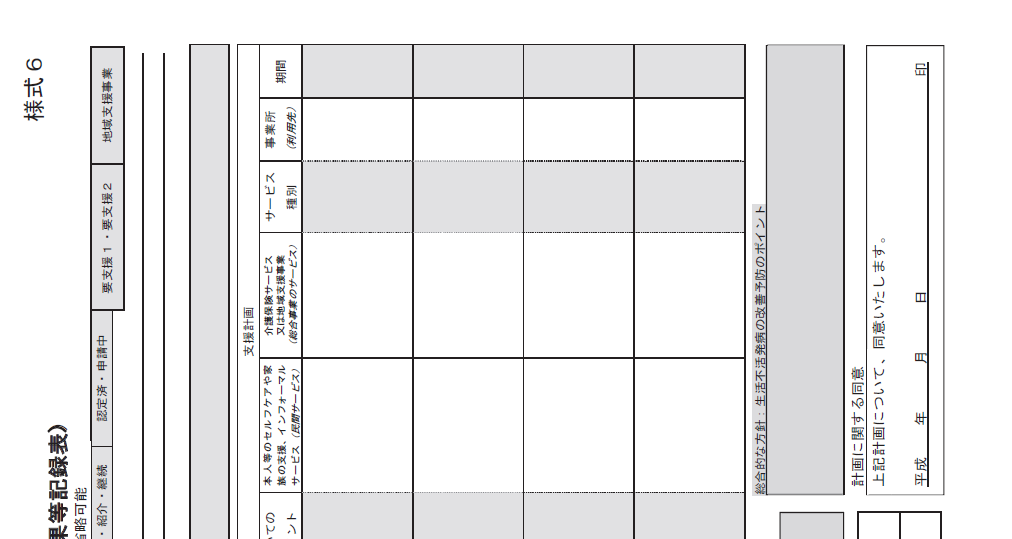 様式６
果等記録表）
省略可能
・紹介・継続
認定済・申請中
要支援１・要支援２
地域支援事業
支援計画
ての
ント
本人等のセルフケアや家
族の支援、インフォーマル
サービス（民間サービス）
介護保険サービス
又は地域支援事業
（総合事業のサービス）
サービス
種別
事業所
（利用先）
期間
総合的な方針：生活不活発病の改善予防のポイント
計画に関する同意
上記計画について、同意いたします。
平成　　年　　月　　日　　印